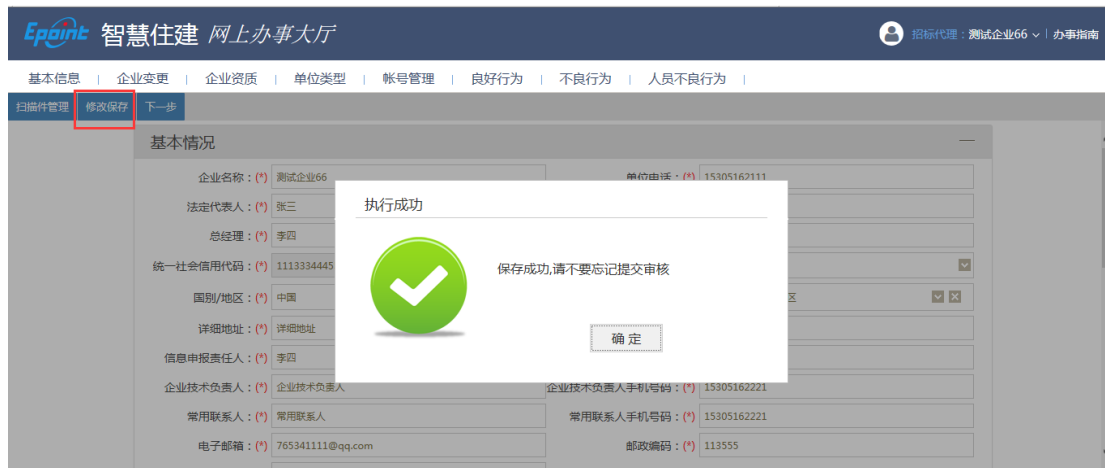 Epoint 智慧住建 网上办事大厅
招标代理：测试企业66 | 办事指南
基本信息 | 企业变更 | 企业资质 | 单位类型 | 帐号管理 | 良好行为 | 不良行为 | 人员不良行为 |
扫描件管理 修改保存 下一步
基本情况
企业名称：(*) 测试企业66 单位电话：(*) 15305162111
法定代表人：(*) 张三
总经理：(*) 李四
统一社会信用代码：(*) 1113334445
国别/地区：(*) 中国 区
详细地址：(*) 详细地址
信息申报责任人：(*) 李四
执行成功
保存成功,请不要忘记提交审核
确 定
企业技术负责人：(*) 企业技术负责人 企业技术负责人手机号码：(*) 15305162221
常用联系人：(*) 常用联系人 常用联系人手机号码：(*) 15305162221
电子邮箱：(*) 765341111@qq.com 邮政编码：(*) 113555